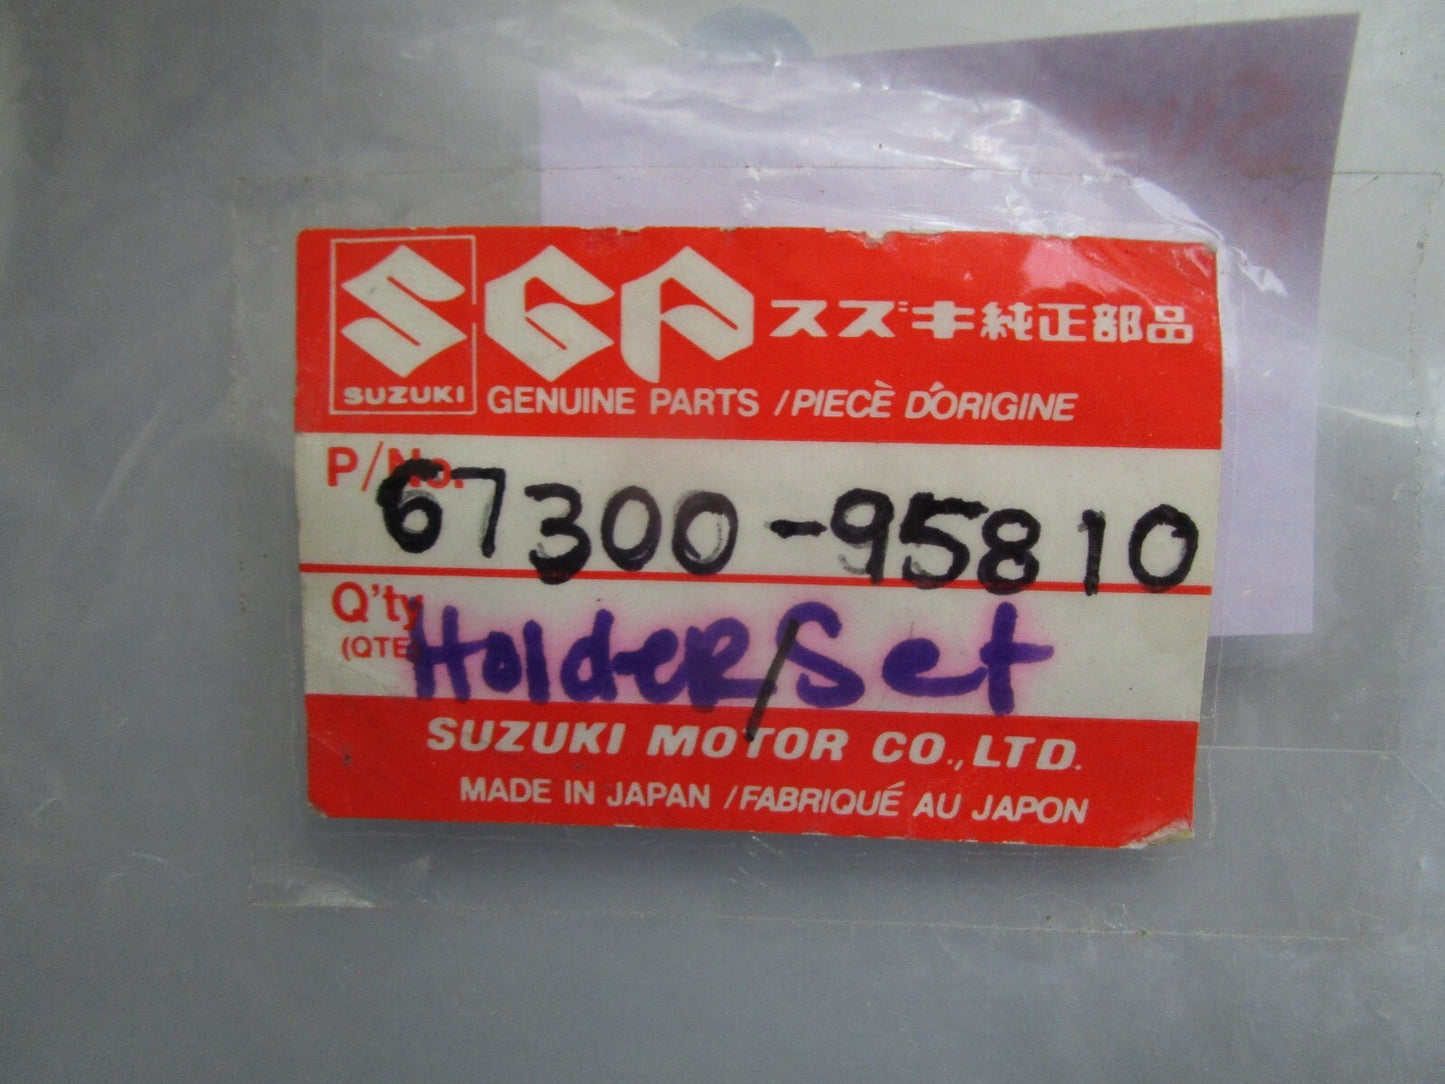 SUZUKI
SGP スズキ純正部品
GENUINE PARTS / PIECÈ D'ORIGINE
P/No. 67300-95810
Q'ty Holder/Set
(QTE
SUZUKI MOTOR CO., LTD.
MADE IN JAPAN / FABRIQUÉ AU JAPON